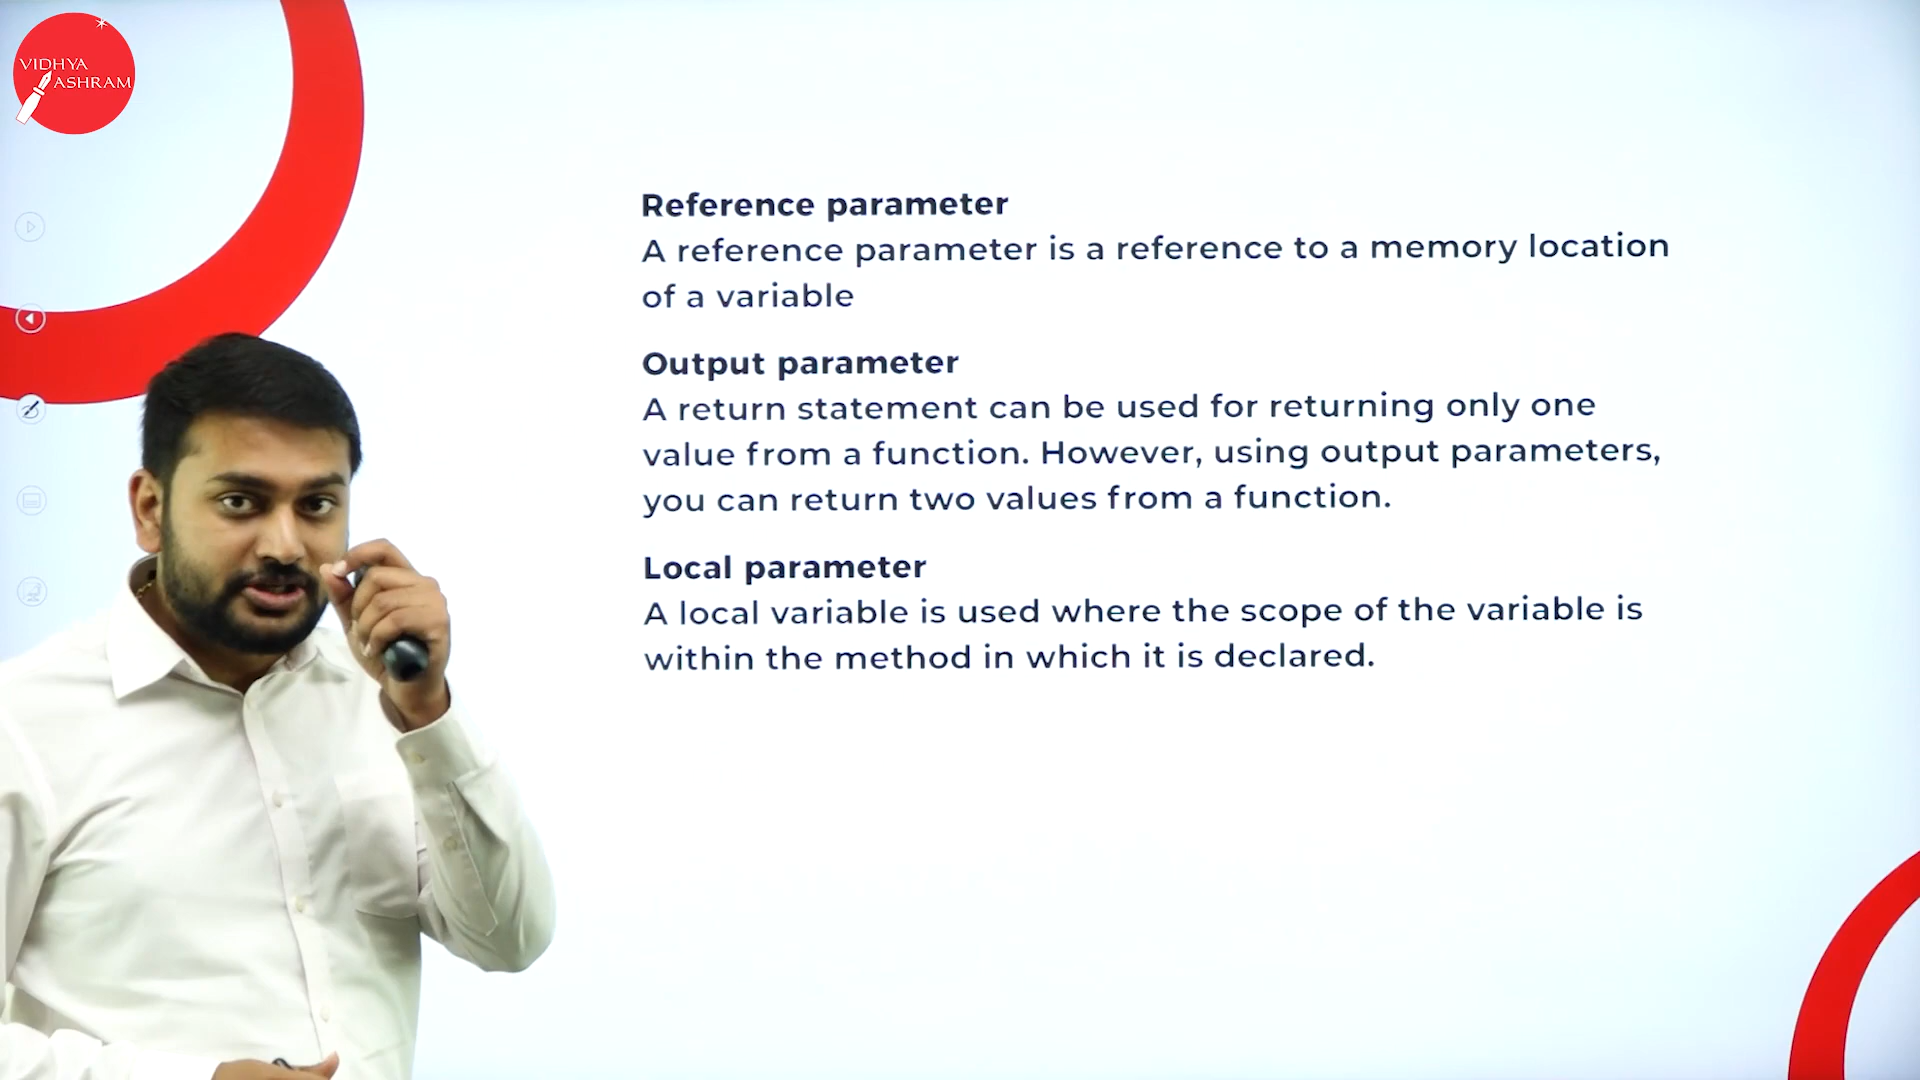 VIDHYA
ASHRAM
Reference parameter
A reference parameter is a reference to a memory location
of a variable
Output parameter
A return statement can be used for returning only one
value from a function. However, using output parameters,
you can return two values from a function.
Local parameter
A local variable is used where the scope of the variable is
within the method in which it is declared.